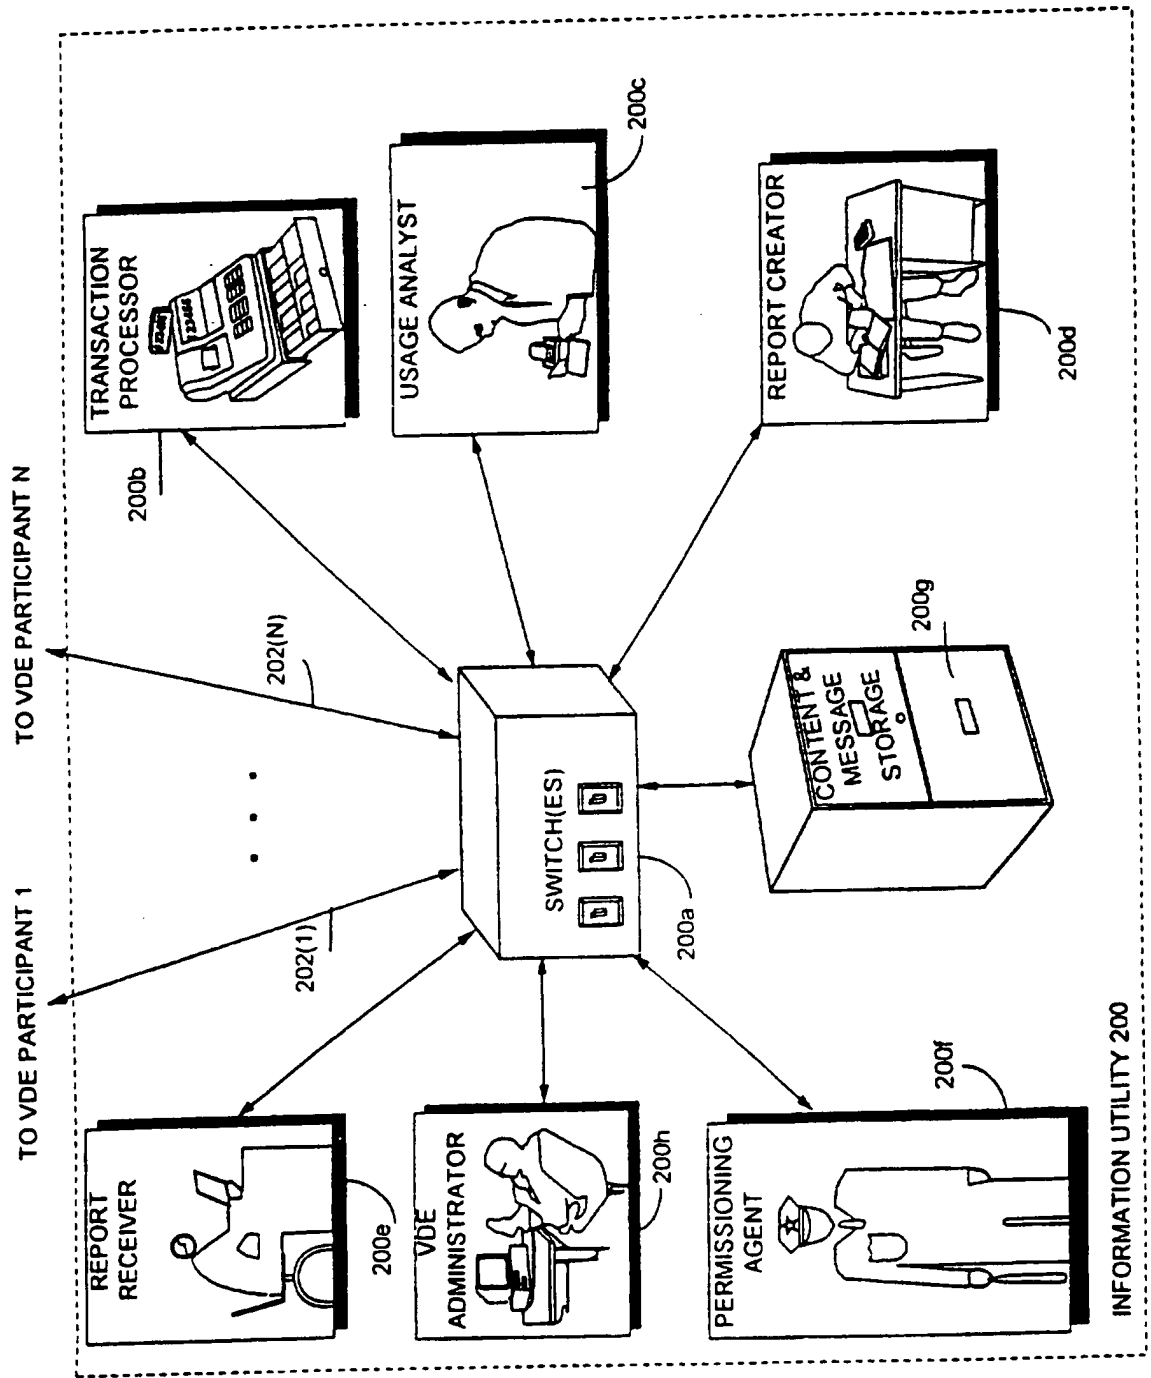 TO VDE PARTICIPANT 1
TO VDE PARTICIPANT N
202(1)
202(N)
REPORT
RECEIVER
200e
TRANSACTION
PROCESSOR
200b
VDE
ADMINISTRATOR
200h
SWITCH(ES)
200a
USAGE ANALYST
200c
PERMISSIONING
AGENT
200f
CONTENT &
MESSAGE
STORAGE
200g
REPORT CREATOR
200d
INFORMATION UTILITY 200